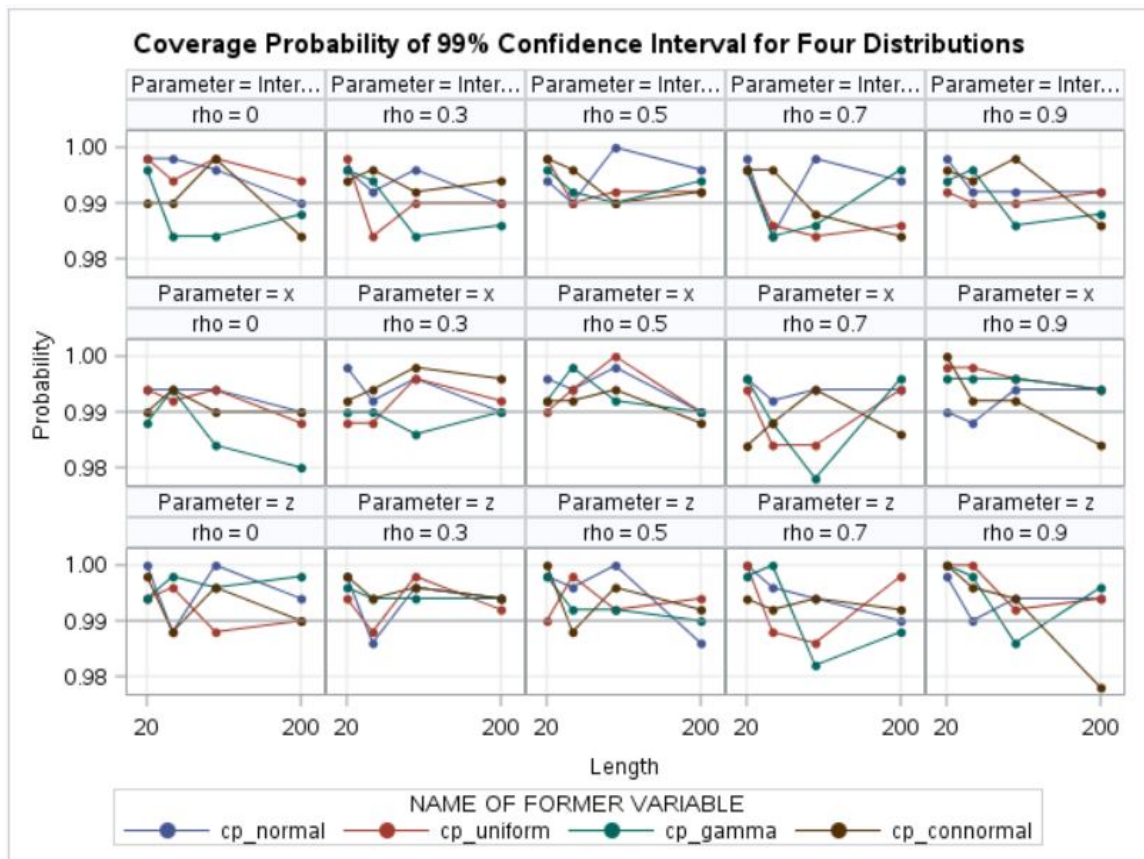 Coverage Probability of 99% Confidence Interval for Four Distributions
Parameter = Inter... Parameter = Inter... Parameter = Inter... Parameter = Inter... Parameter = Inter...
rho = 0 rho = 0.3 rho = 0.5 rho = 0.7 rho = 0.9
1.00
0.99
0.98
Parameter = x Parameter = x Parameter = x Parameter = x Parameter = x
rho = 0 rho = 0.3 rho = 0.5 rho = 0.7 rho = 0.9
1.00
0.99
0.98
Probability
Parameter = z Parameter = z Parameter = z Parameter = z Parameter = z
rho = 0 rho = 0.3 rho = 0.5 rho = 0.7 rho = 0.9
1.00
0.99
0.98
20 200 20 200 20 200 20 200 20 200
Length
NAME OF FORMER VARIABLE
cp_normal cp_uniform cp_gamma cp_connormal